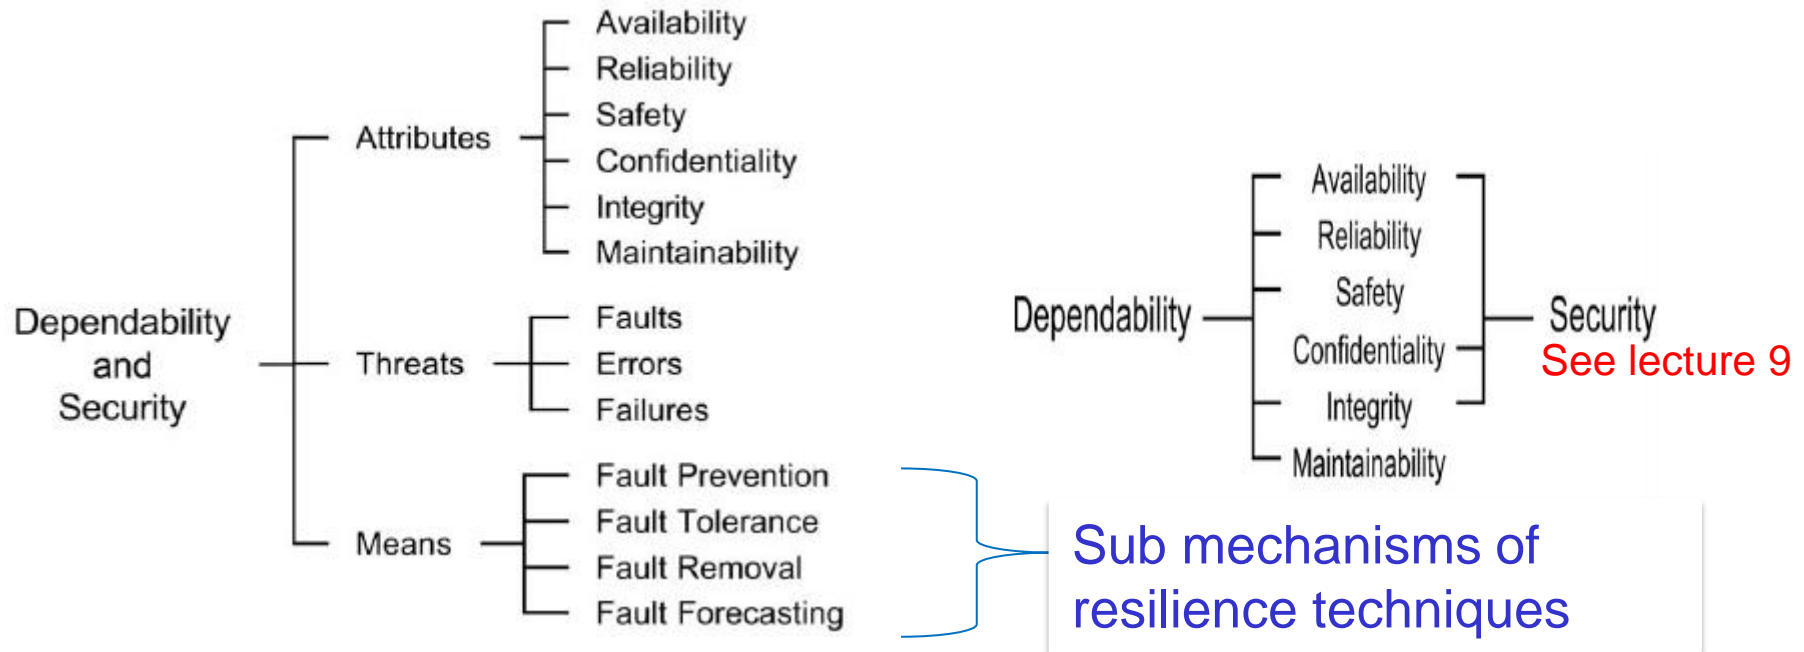 Dependability
and
Security
Attributes
Availability
Reliability
Safety
Confidentiality
Integrity
Maintainability
Threats
Faults
Errors
Failures
Means
Fault Prevention
Fault Tolerance
Fault Removal
Fault Forecasting
Dependability
Availability
Reliability
Safety
Confidentiality
Integrity
Maintainability
Security
See lecture 9
Sub mechanisms of
resilience techniques